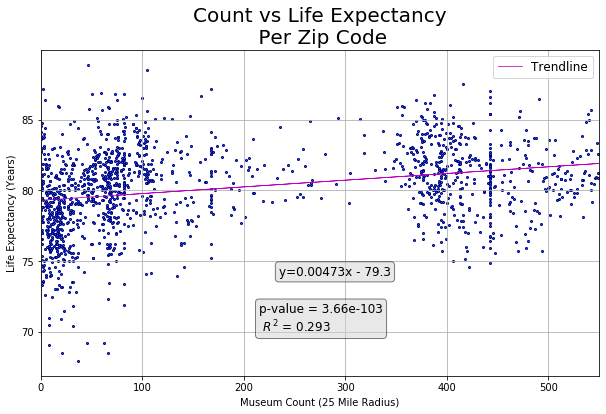 Count vs Life Expectancy
Per Zip Code
Trendline
85
80
75
70
Life Expectancy (Years)
y=0.00473x - 79.3
p-value = 3.66e-103
R² = 0.293
0 100 200 300 400 500
Museum Count (25 Mile Radius)